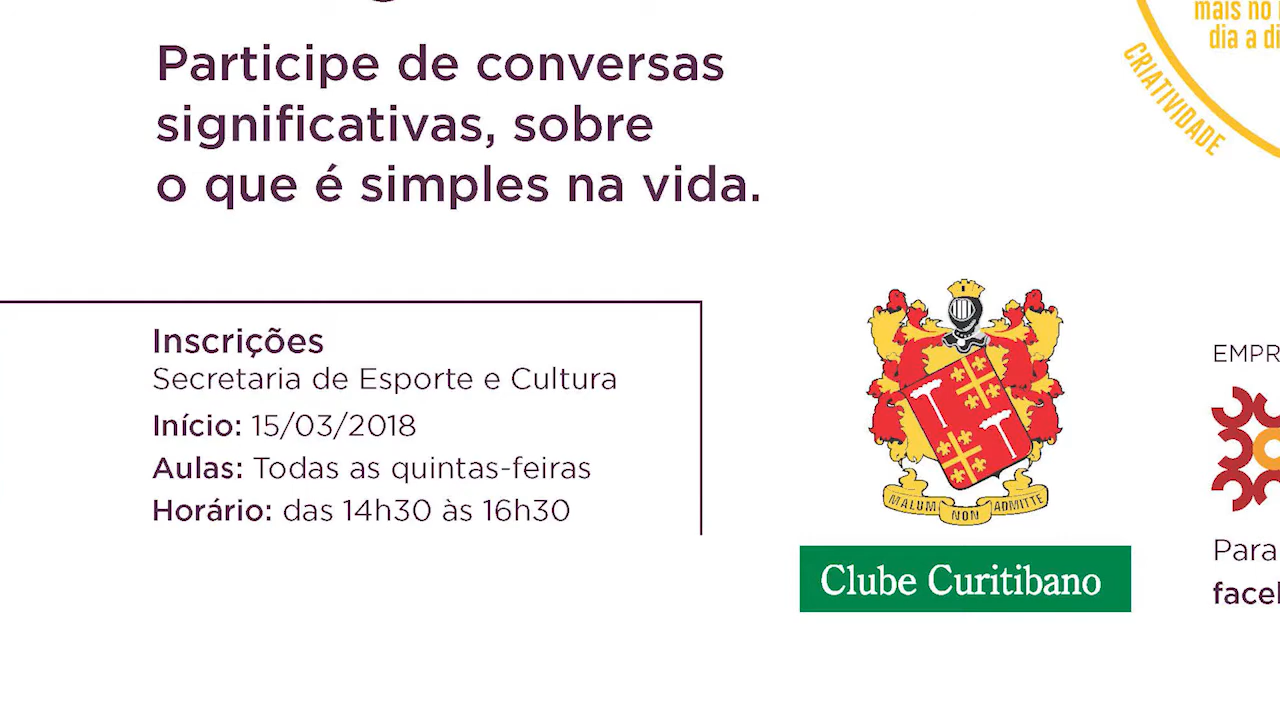 mais no
dia a di
CRIATIVIDADE
Participe de conversas
significativas, sobre
o que é simples na vida.
Inscrições
Secretaria de Esporte e Cultura
Início: 15/03/2018
Aulas: Todas as quintas-feiras
Horário: das 14h30 às 16h30
MALUM NON ADMITTE
Clube Curitibano
EMPR
Para